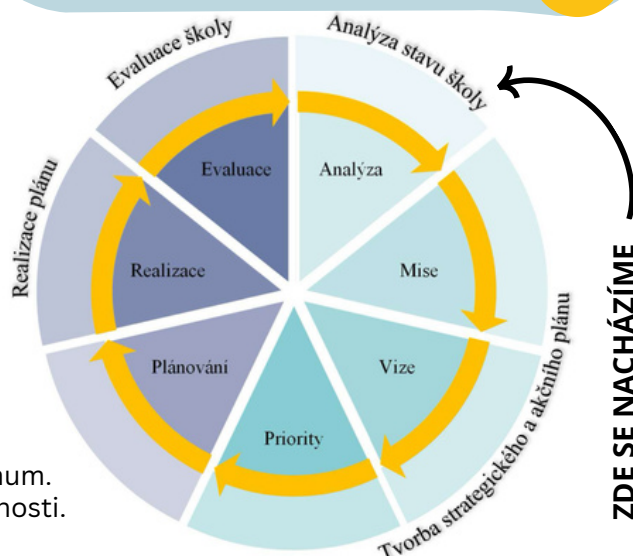 Evaluace školy
Analýza stavu školy
Evaluace
Analýza
Realizace plánu
Realizace
Mise
ZDE SE NACHÁZÍME
Plánování
Vize
Priority
Tvorba strategického a akčního plánu
num.
nosti.